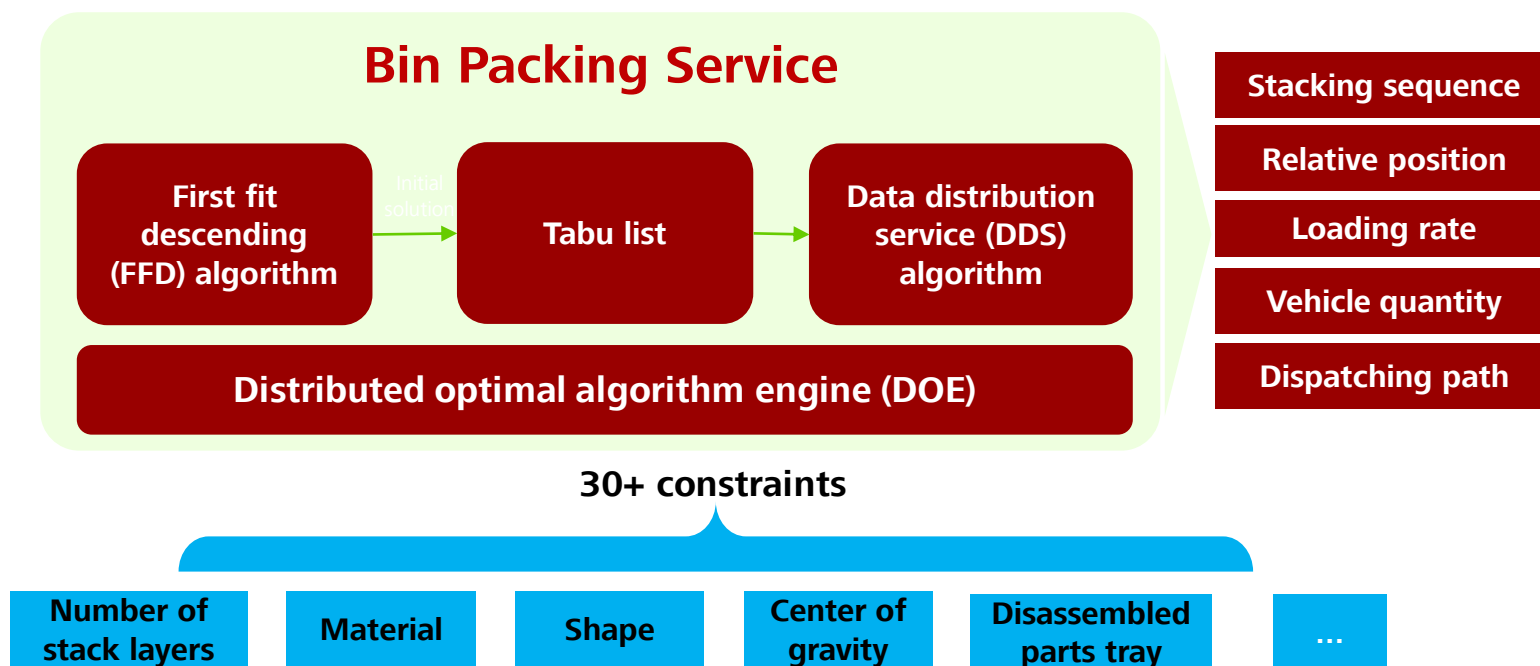 Bin Packing Service
First fit
descending
(FFD) algorithm
Initial
solution
Tabu list
Data distribution
service (DDS)
algorithm
Distributed optimal algorithm engine (DOE)
Stacking sequence
Relative position
Loading rate
Vehicle quantity
Dispatching path
30+ constraints
Number of
stack layers
Material
Shape
Center of
gravity
Disassembled
parts tray
...